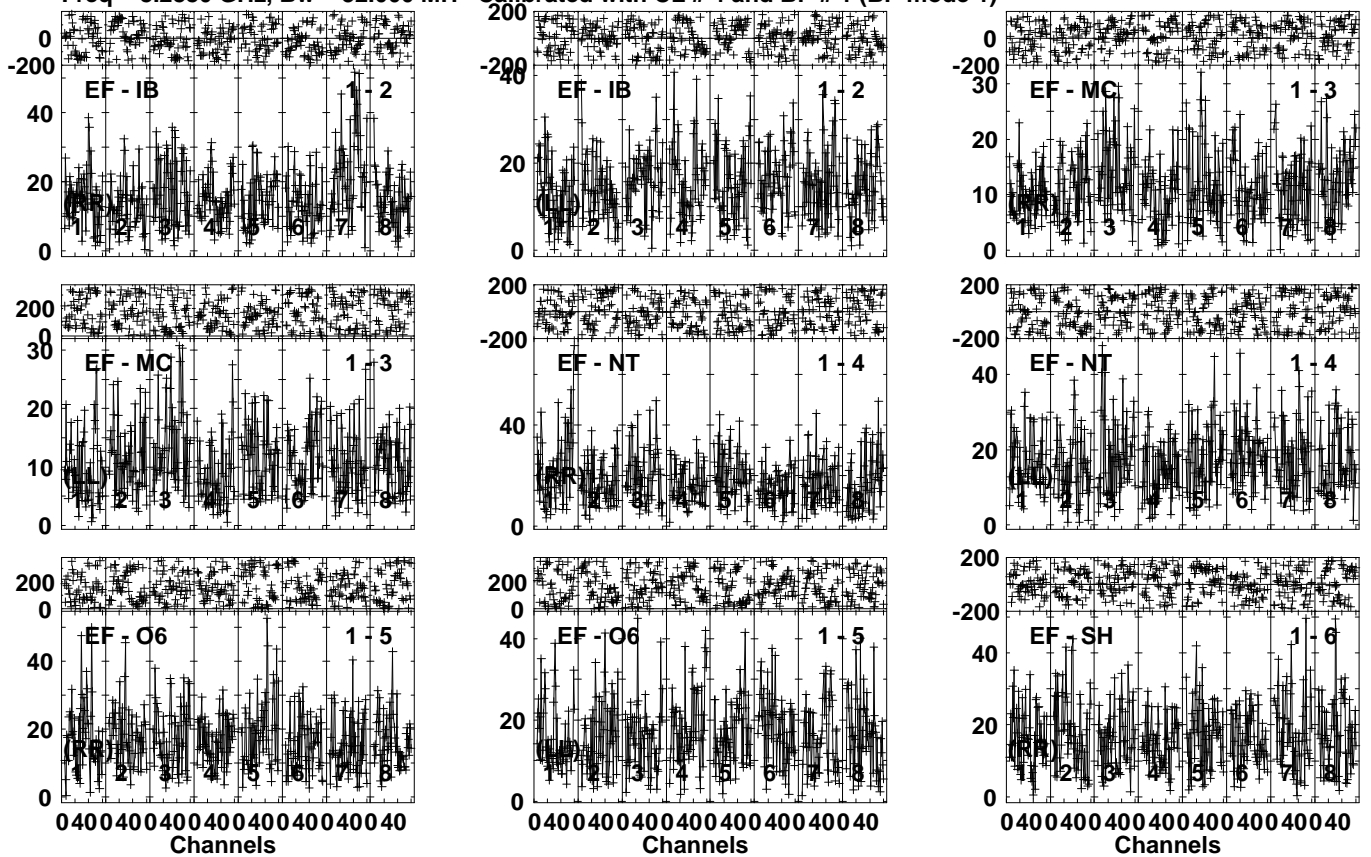 Freq GHz, Calibrated with and mode
200 200
0 0
-200 -200 -200
EF - IB 1 - 2 EF - IB 1 - 2 EF - MC 1 - 3
40 40 30
20 20 20
10
(RR) (LL) (RR)
1 2 3 4 5 6 7 8 1 2 3 4 5 6 7 8 1 2 3 4 5 6 7 8
0 0 0
200 200 200
0 -200 -200
EF - MC 1 - 3 EF - NT 1 - 4 EF - NT 1 - 4
30 40 40
20 20
10
(LL) (RR) (LL)
1 2 3 4 5 6 7 8 1 2 3 4 5 6 7 8 1 2 3 4 5 6 7 8
0 0 0
200 200 200
0 0 -200
EF - O6 1 - 5 EF - O6 1 - 5 EF - SH 1 - 6
40 40 40
20 20 20
(RR) (LL) (RR)
1 2 3 4 5 6 7 8 1 2 3 4 5 6 7 8 1 2 3 4 5 6 7 8
0 0 0
0 40 0 40 0 40 0 40 0 40 0 40 0 40 0 40 0 40 0 40 0 40 0 40 0 40 0 40 0 40 0 40 0 40 0 40 0 40 0 40 0 40 0 40 0 40 0 40
Channels Channels Channels